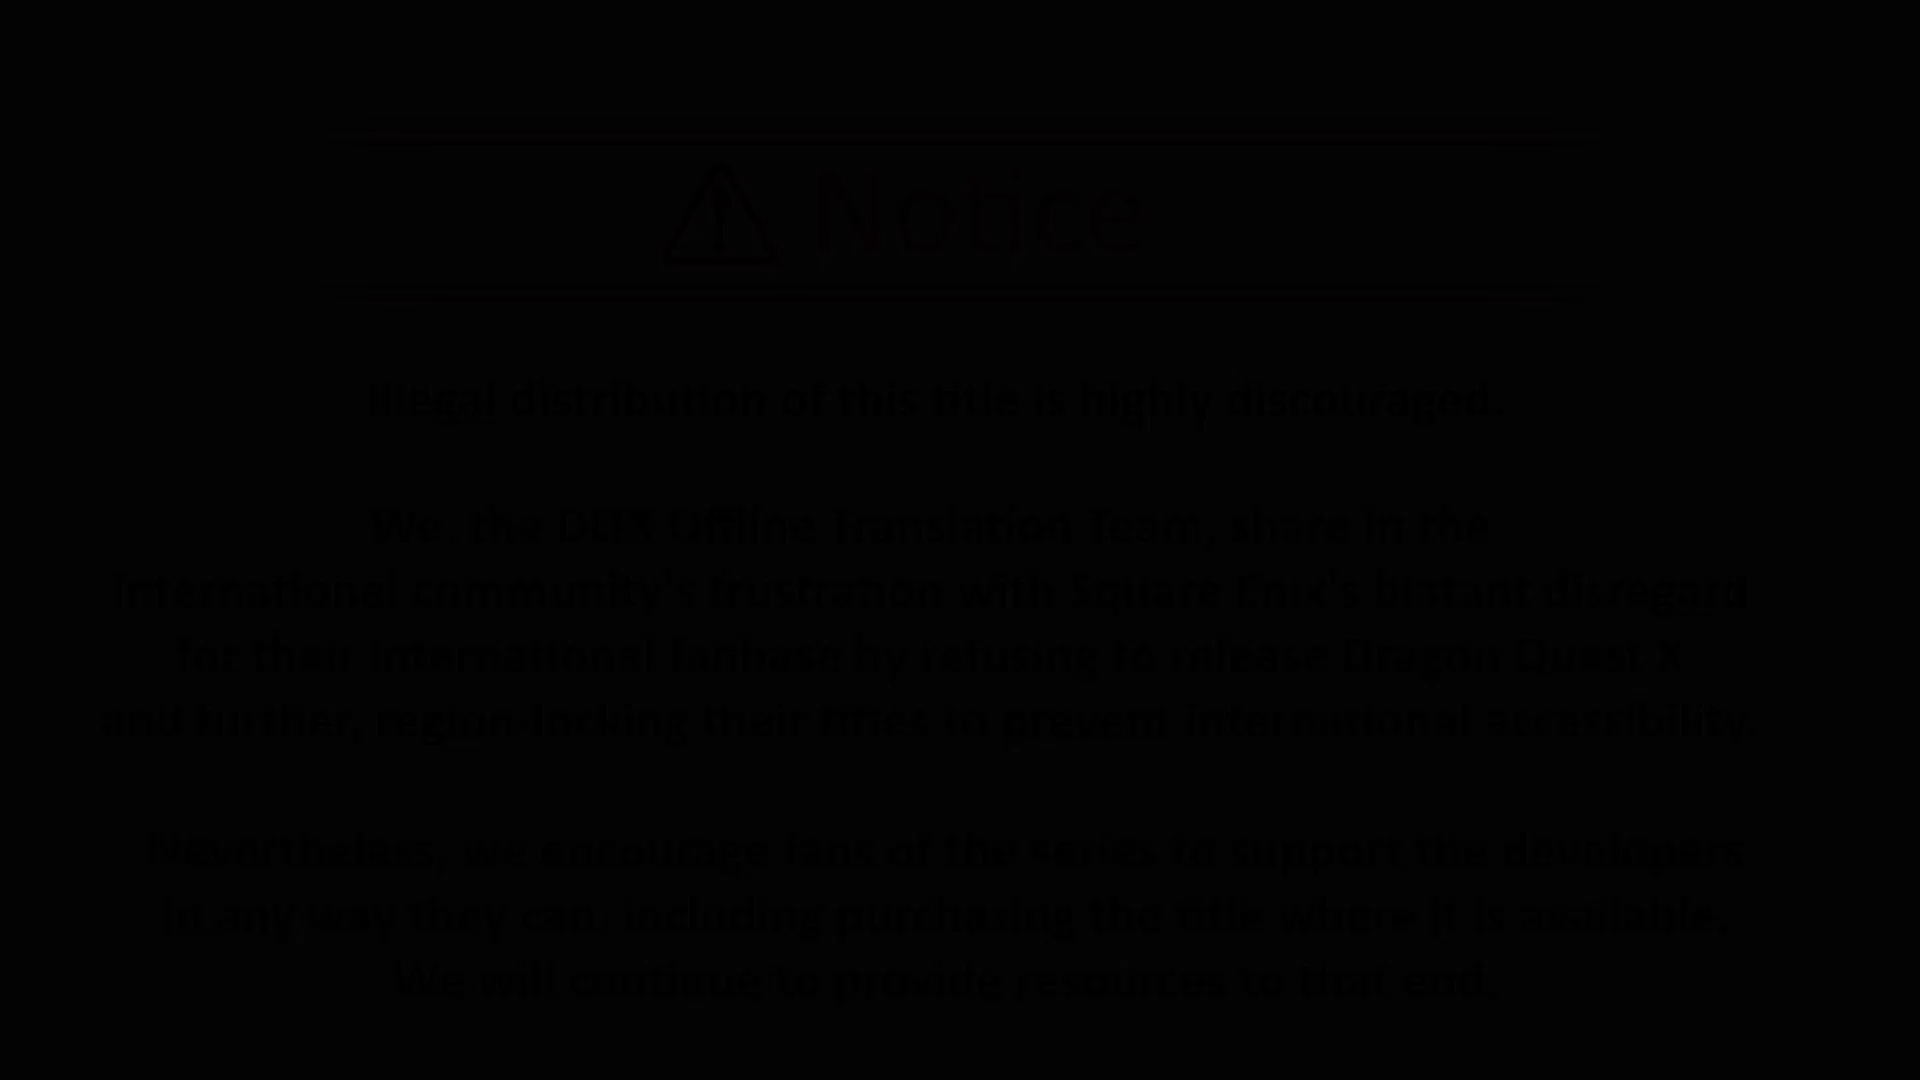 Notice
Illegal distribution of this title is highly discouraged.
We, the DQX Offline Translation Team, share in the
international community's frustration with Square Enix's blatant disregard
for their international fanbase by refusing to release Dragon Quest X
and further, region-locking their titles to prevent international accessibility.
Nevertheless, we encourage fans of the series to support the developers
in any way they can, including purchasing the title where it is available.
We will continue to provide resources to that end.